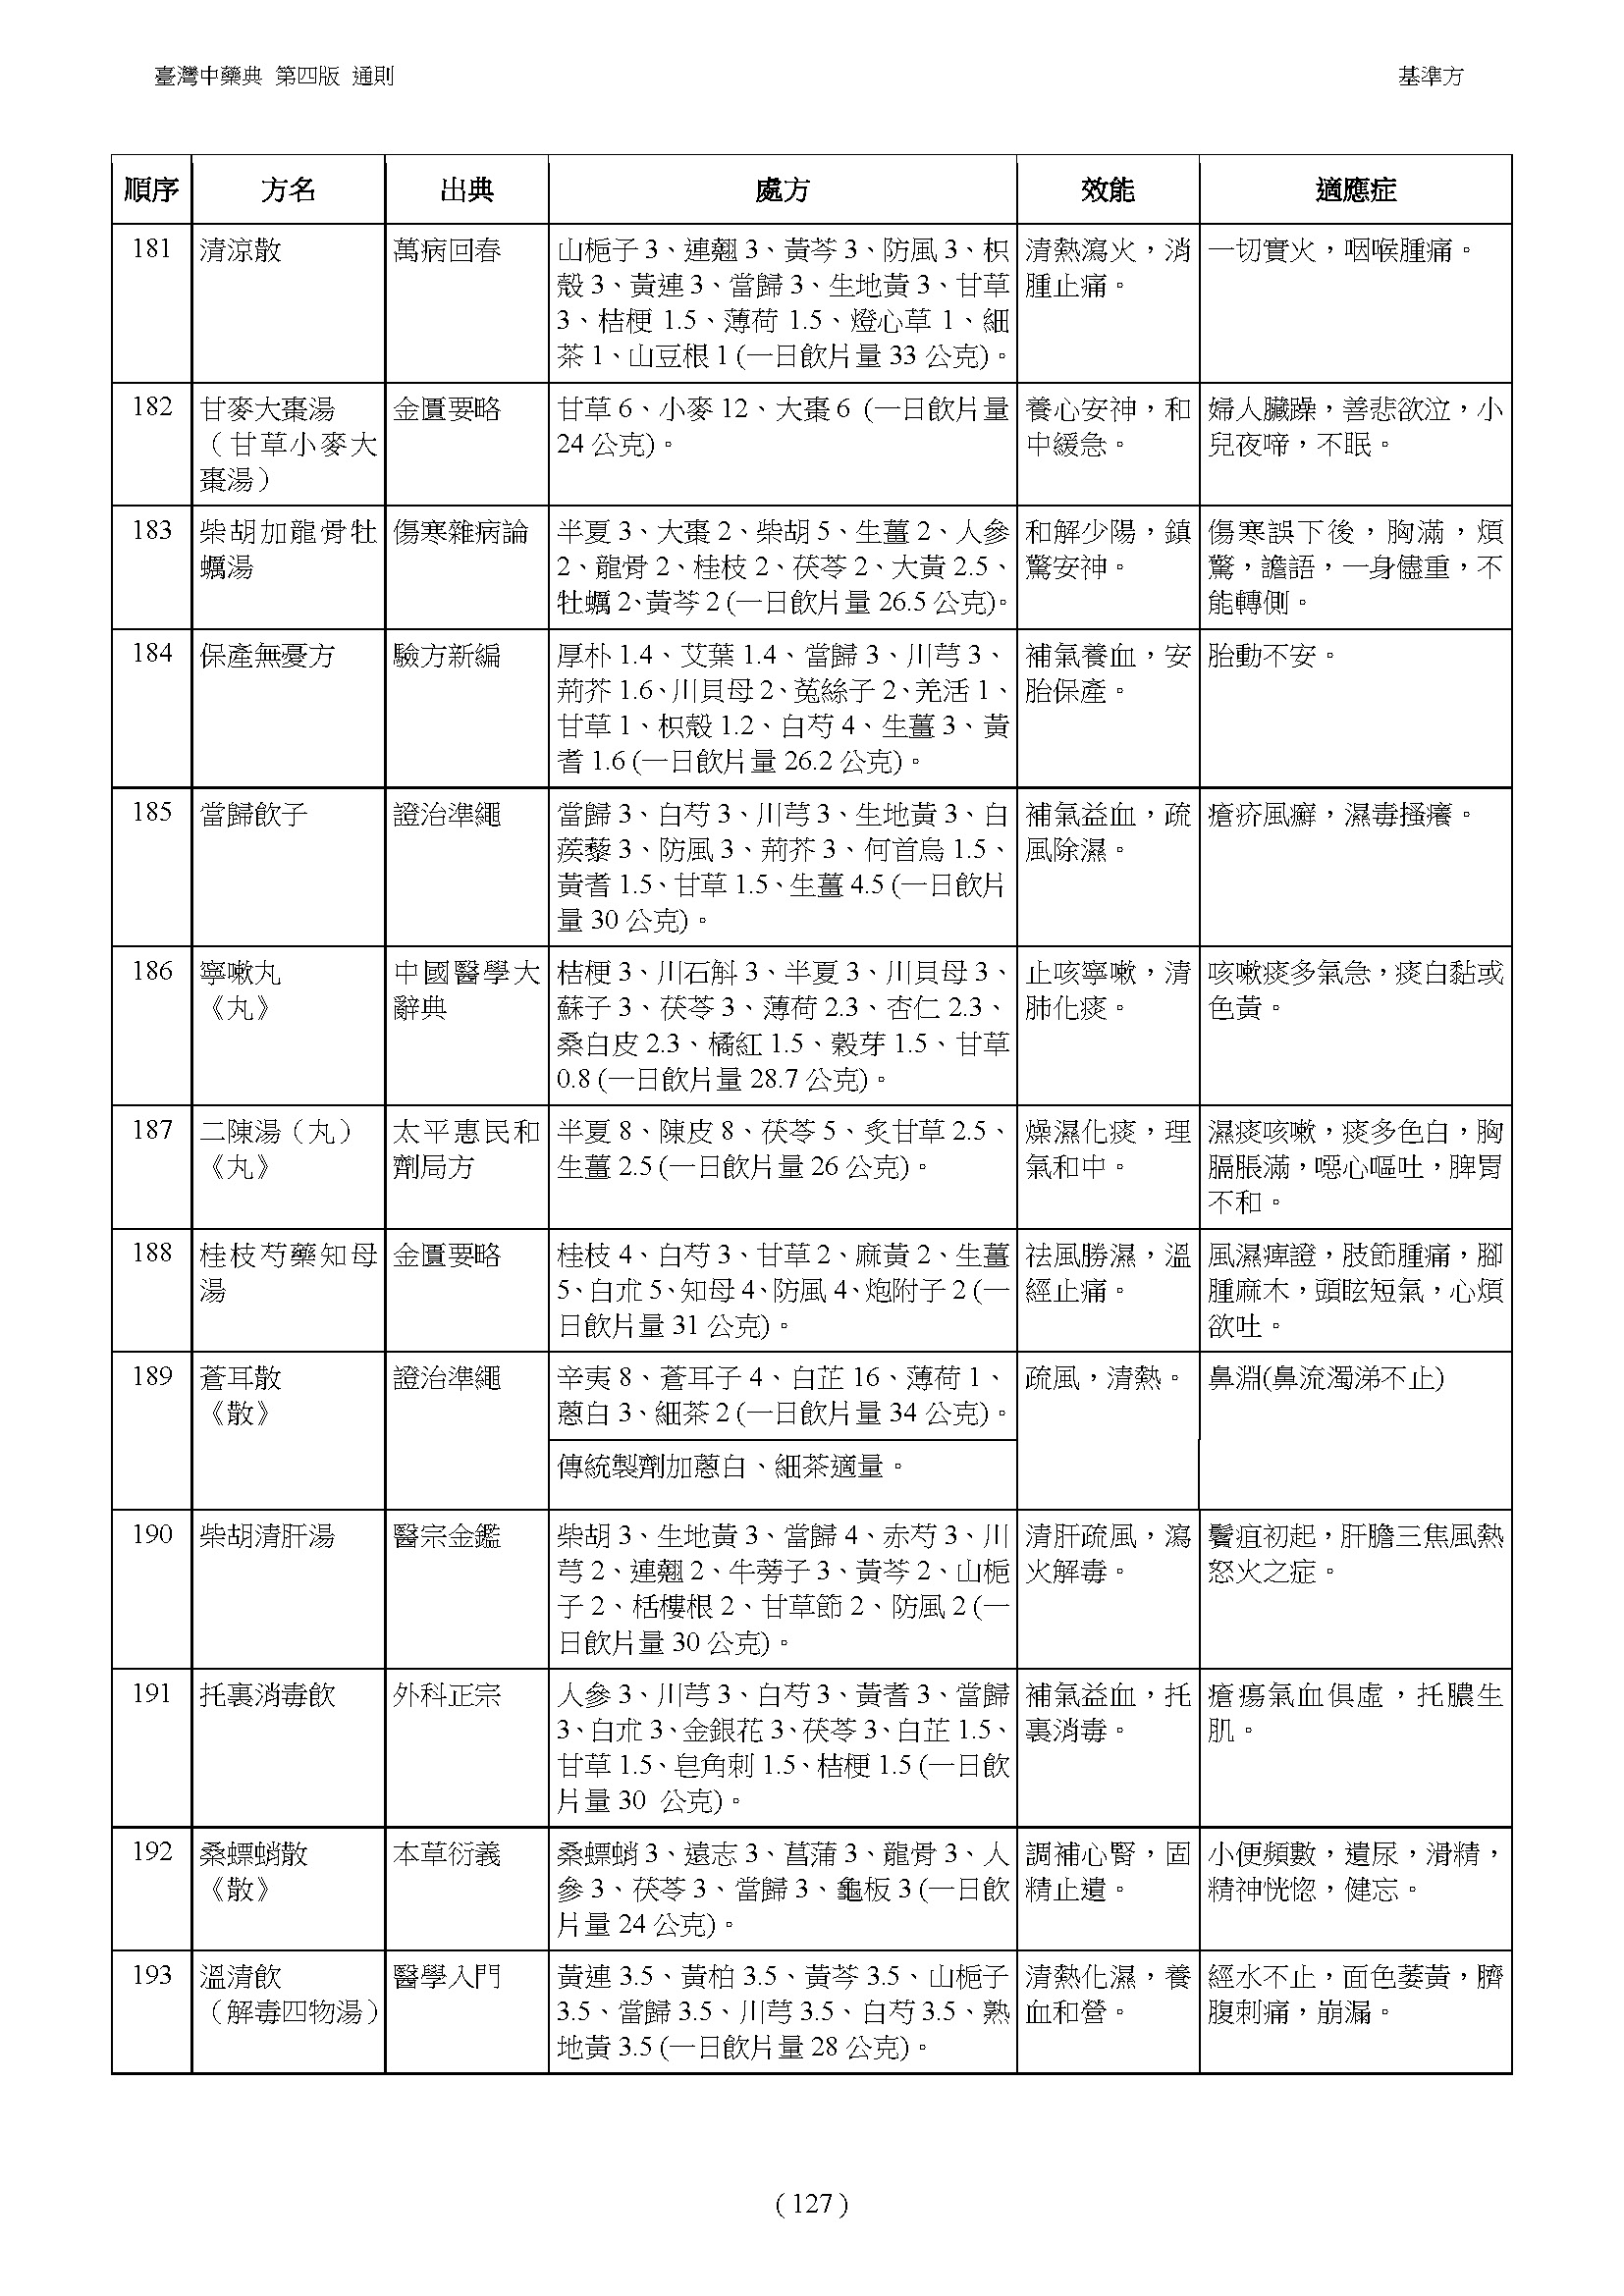 臺灣中藥典 第四版 通則 基準方
順序 方名 出典 處方 效能 適應症
181 清涼散 萬病回春 山梔子 3、連翹 3、黃芩 3、防風 3、枳 清熱瀉火，消 一切實火，咽喉腫痛。
殼 3、黃連 3、當歸 3、生地黃 3、甘草 腫止痛。
3、桔梗 1.5、薄荷 1.5、燈心草 1、細
茶 1、山豆根 1 (一日飲片量 33 公克)。
182 甘麥大棗湯 金匱要略 甘草 6、小麥 12、大棗 6 (一日飲片量 養心安神，和 婦人臟躁，善悲欲泣，小
（甘草小麥大 24 公克)。 中緩急。 兒夜啼，不眠。
棗湯）
183 柴胡加龍骨牡 傷寒雜病論 半夏 3、大棗 2、柴胡 5、生薑 2、人參 和解少陽，鎮 傷寒誤下後，胸滿，煩
蠣湯 2、龍骨 2、桂枝 2、茯苓 2、大黃 2.5、 驚安神。 驚，譫語，一身儘重，不
牡蠣 2、黃芩 2 (一日飲片量 26.5 公克)。 能轉側。
184 保產無憂方 驗方新編 厚朴 1.4、艾葉 1.4、當歸 3、川芎 3、 補氣養血，安 胎動不安。
荊芥 1.6、川貝母 2、菟絲子 2、羌活 1、 胎保產。
甘草 1、枳殼 1.2、白芍 4、生薑 3、黃
耆 1.6 (一日飲片量 26.2 公克)。
185 當歸飲子 證治準繩 當歸 3、白芍 3、川芎 3、生地黃 3、白 補氣益血，疏 瘡疥風癬，濕毒搔癢。
蒺藜 3、防風 3、荊芥 3、何首烏 1.5、 風除濕。
黃耆 1.5、甘草 1.5、生薑 4.5 (一日飲片
量 30 公克)。
186 寧嗽丸 中國醫學大 桔梗 3、川石斛 3、半夏 3、川貝母 3、 止咳寧嗽，清 咳嗽痰多氣急，痰白黏或
《丸》 辭典 蘇子 3、茯苓 3、薄荷 2.3、杏仁 2.3、 肺化痰。 色黃。
桑白皮 2.3、橘紅 1.5、穀芽 1.5、甘草
0.8 (一日飲片量 28.7 公克)。
187 二陳湯（丸） 太平惠民和 半夏 8、陳皮 8、茯苓 5、炙甘草 2.5、 燥濕化痰，理 濕痰咳嗽，痰多色白，胸
《丸》 劑局方 生薑 2.5 (一日飲片量 26 公克)。 氣和中。 膈脹滿，噁心嘔吐，脾胃
不和。
188 桂枝芍藥知母 金匱要略 桂枝 4、白芍 3、甘草 2、麻黃 2、生薑 祛風勝濕，溫 風濕痺證，肢節腫痛，腳
湯 5、白朮 5、知母 4、防風 4、炮附子 2 (一 經止痛。 腫麻木，頭眩短氣，心煩
日飲片量 31 公克)。 欲吐。
189 蒼耳散 證治準繩 辛夷 8、蒼耳子 4、白芷 16、薄荷 1、 疏風，清熱。 鼻淵(鼻流濁涕不止)
《散》 蔥白 3、細茶 2 (一日飲片量 34 公克)。
傳統製劑加蔥白、細茶適量。
190 柴胡清肝湯 醫宗金鑑 柴胡 3、生地黃 3、當歸 4、赤芍 3、川 清肝疏風，瀉 鬢疽初起，肝膽三焦風熱
芎 2、連翹 2、牛蒡子 3、黃芩 2、山梔 火解毒。 怒火之症。
子 2、栝樓根 2、甘草節 2、防風 2 (一
日飲片量 30 公克)。
191 托裏消毒飲 外科正宗 人參 3、川芎 3、白芍 3、黃耆 3、當歸 補氣益血，托 瘡瘍氣血俱虛，托膿生
3、白朮 3、金銀花 3、茯苓 3、白芷 1.5、 裏消毒。 肌。
甘草 1.5、皂角刺 1.5、桔梗 1.5 (一日飲
片量 30 公克)。
192 桑螵蛸散 本草衍義 桑螵蛸 3、遠志 3、菖蒲 3、龍骨 3、人 調補心腎，固 小便頻數，遺尿，滑精，
《散》 參 3、茯苓 3、當歸 3、龜板 3 (一日飲 精止遺。 精神恍惚，健忘。
片量 24 公克)。
193 溫清飲 醫學入門 黃連 3.5、黃柏 3.5、黃芩 3.5、山梔子 清熱化濕，養 經水不止，面色萎黃，臍
（解毒四物湯） 3.5、當歸 3.5、川芎 3.5、白芍 3.5、熟 血和營。 腹刺痛，崩漏。
地黃 3.5 (一日飲片量 28 公克)。
( 127 )